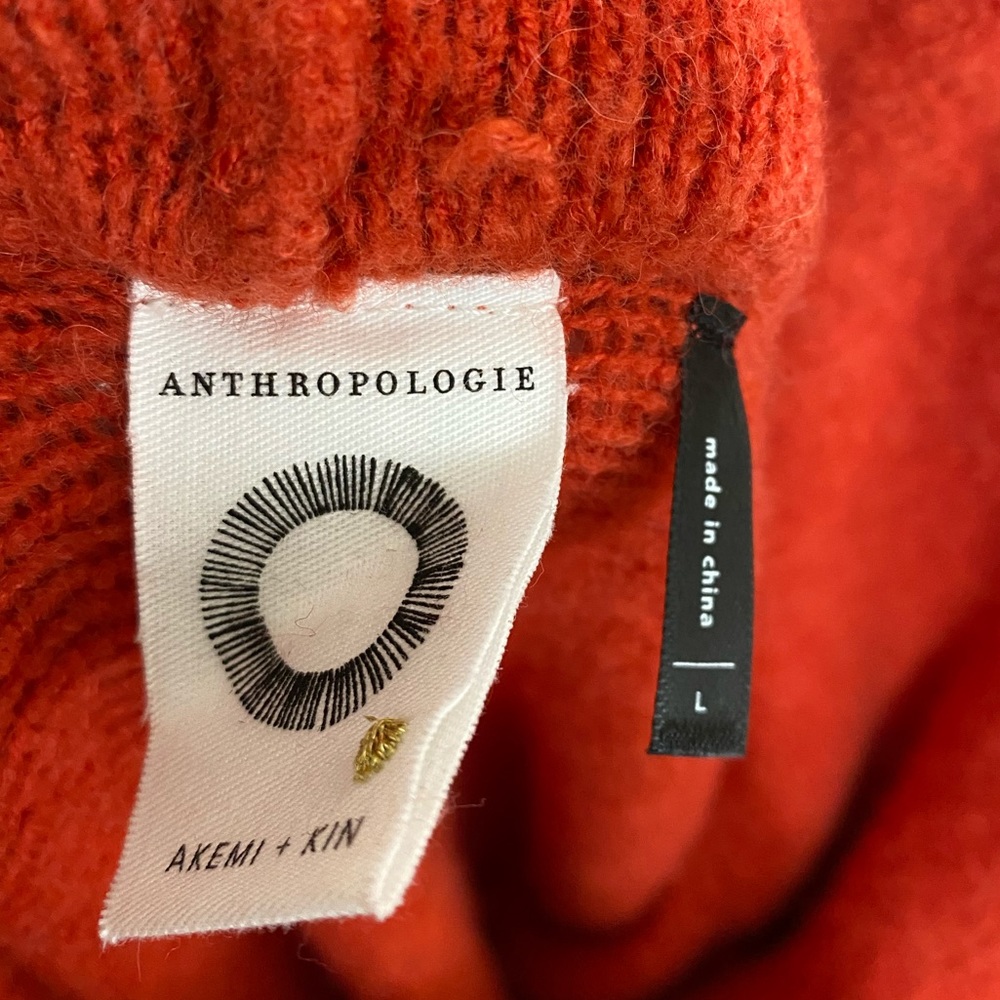 ANTHROPOLOGIE
AKEMI + KIN
made in china
L